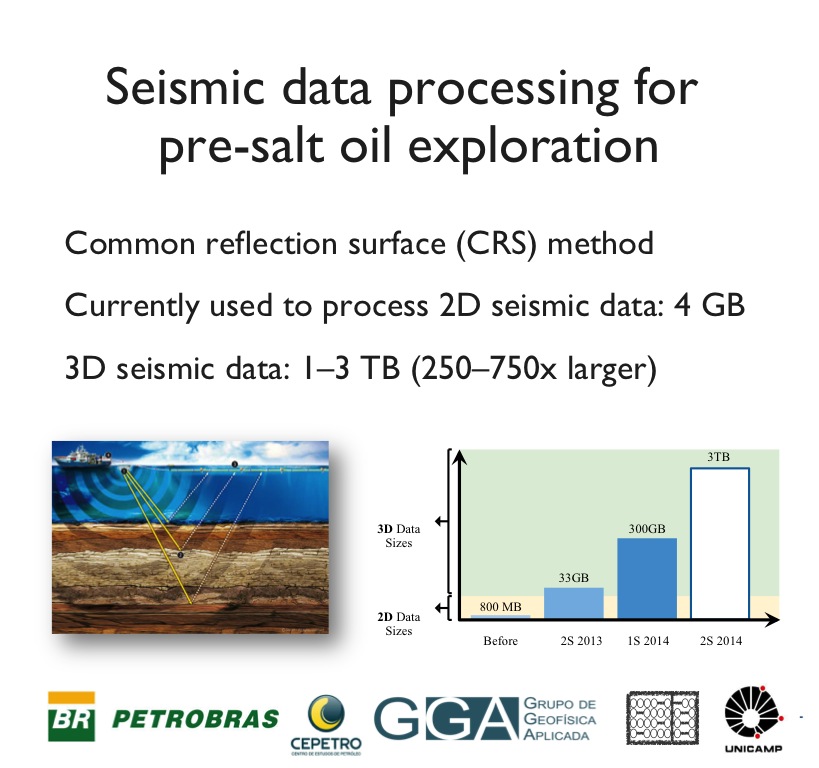 Seismic data processing for
pre-salt oil exploration
Common reflection surface (CRS) method
Currently used to process 2D seismic data: 4 GB
3D seismic data: 1–3 TB (250–750x larger)
3TB
3D Data
Sizes
300GB
33GB
800 MB
2D Data
Sizes
Before
2S 2013
1S 2014
2S 2014
BR
PETROBRAS
CEPETRO
CENTRO DE ESTUDOS DE PETRÓLEO
GGA
GRUPO DE
GEOFÍSICA
APLICADA
UNICAMP